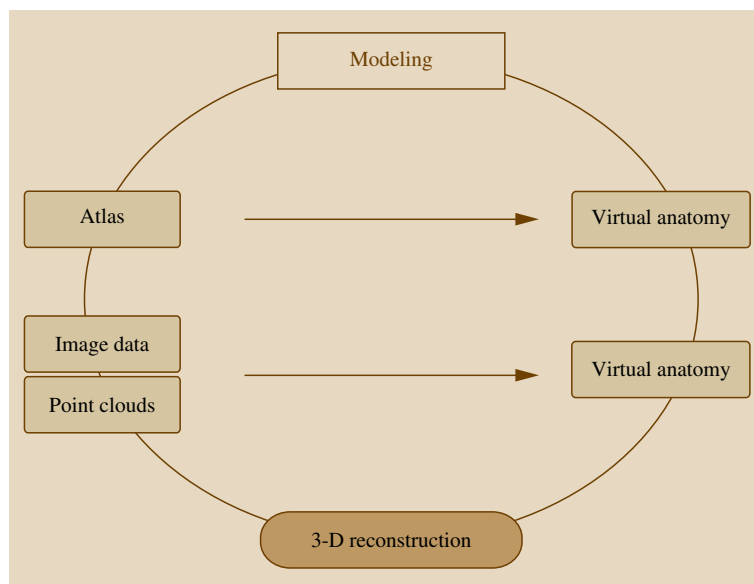 Modeling
Atlas
Virtual anatomy
Image data
Virtual anatomy
Point clouds
3-D reconstruction